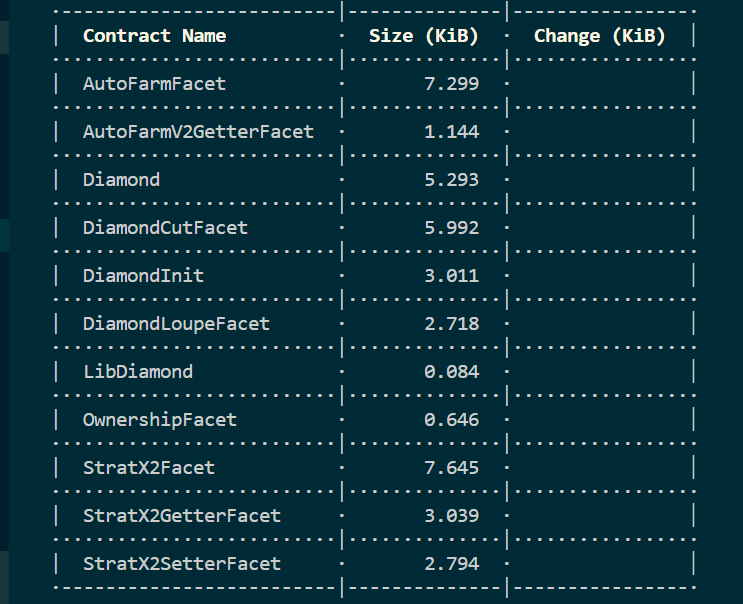 Contract Name · Size (KiB) · Change (KiB)
AutoFarmFacet · 7.299 ·
AutoFarmV2GetterFacet · 1.144 ·
Diamond · 5.293 ·
DiamondCutFacet · 5.992 ·
DiamondInit · 3.011 ·
DiamondLoupeFacet · 2.718 ·
LibDiamond · 0.084 ·
OwnershipFacet · 0.646 ·
StratX2Facet · 7.645 ·
StratX2GetterFacet · 3.039 ·
StratX2SetterFacet · 2.794 ·